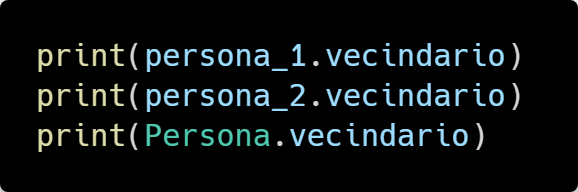 print(persona_1.vecindario)
print(persona_2.vecindario)
print(Persona.vecindario)